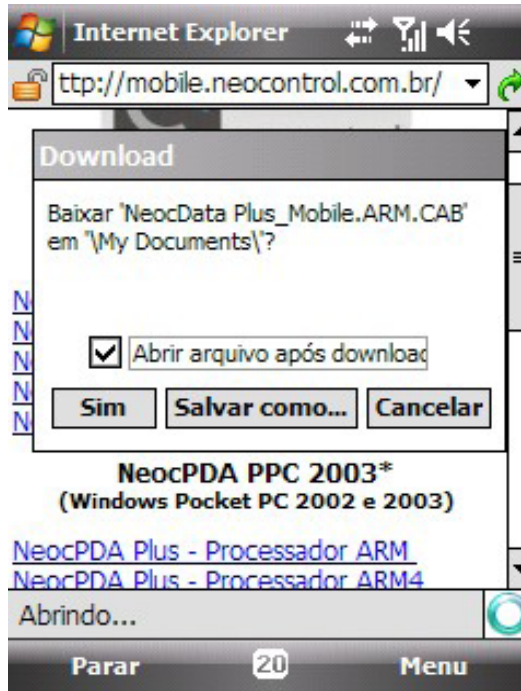 Internet Explorer
ttp://mobile.neocontrol.com.br/
Download
Baixar 'NeocData Plus_Mobile.ARM.CAB'
em '\My Documents\'?
Abrir arquivo após downloac
Sim Salvar como... Cancelar
NeocPDA PPC 2003*
(Windows Pocket PC 2002 e 2003)
NeocPDA Plus - Processador ARM
NeocPDA Plus - Processador ARM4
Abrindo...
Parar 20 Menu